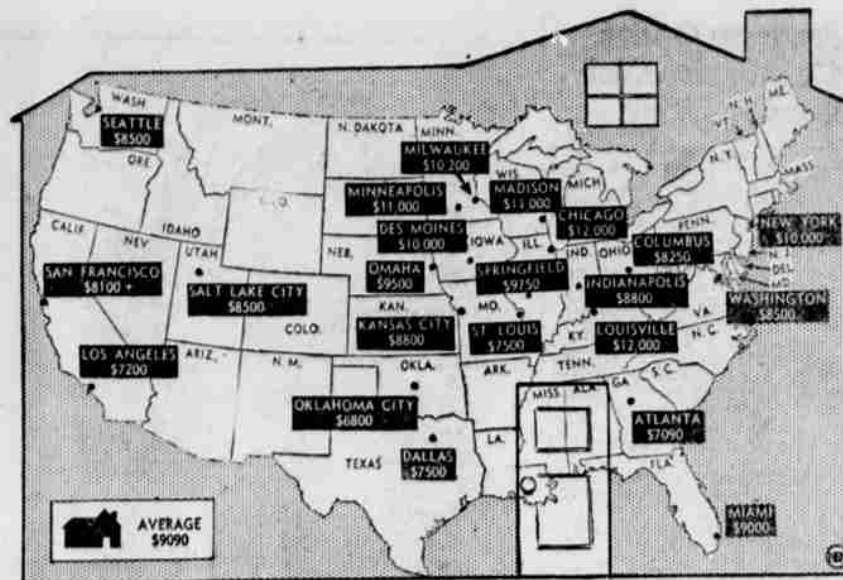 WASH
SEATTLE
$8500
ORE.
MONT.
N. DAKOTA
MINN.
MILWAUKEE
$10,200
WIS
MADISON
$13,000
MICH
MINNEAPOLIS
$11,000
CHICAGO
$12,000
DES MOINES
$10,000
IOWA
ILL.
IND.
OHIO
PENN.
N.Y.
VT.
N.H.
ME.
MASS.
NEW YORK
$10,000
COLUMBUS
$8250
N. J.
DEL
MD
WASHINGTON
$8500
CALIF
NEV
IDAHO
UTAH
SAN FRANCISCO
$8100 +
SALT LAKE CITY
$8500
NEB.
OMAHA
$9500
SPRINGFIELD
$9750
INDIANAPOLIS
$8800
COLO.
KAN.
KANSAS CITY
$8800
MO.
ST. LOUIS
$7500
KY.
LOUISVILLE
$12,000
VA.
N. C.
LOS ANGELES
$7200
ARIZ.
N. M.
OKLA.
OKLAHOMA CITY
$6800
ARK.
TENN.
S. C.
MISS
ALA
GA
ATLANTA
$7090
TEXAS
DALLAS
$7500
LA.
FLA
MIAMI
$9000
AVERAGE
$9090